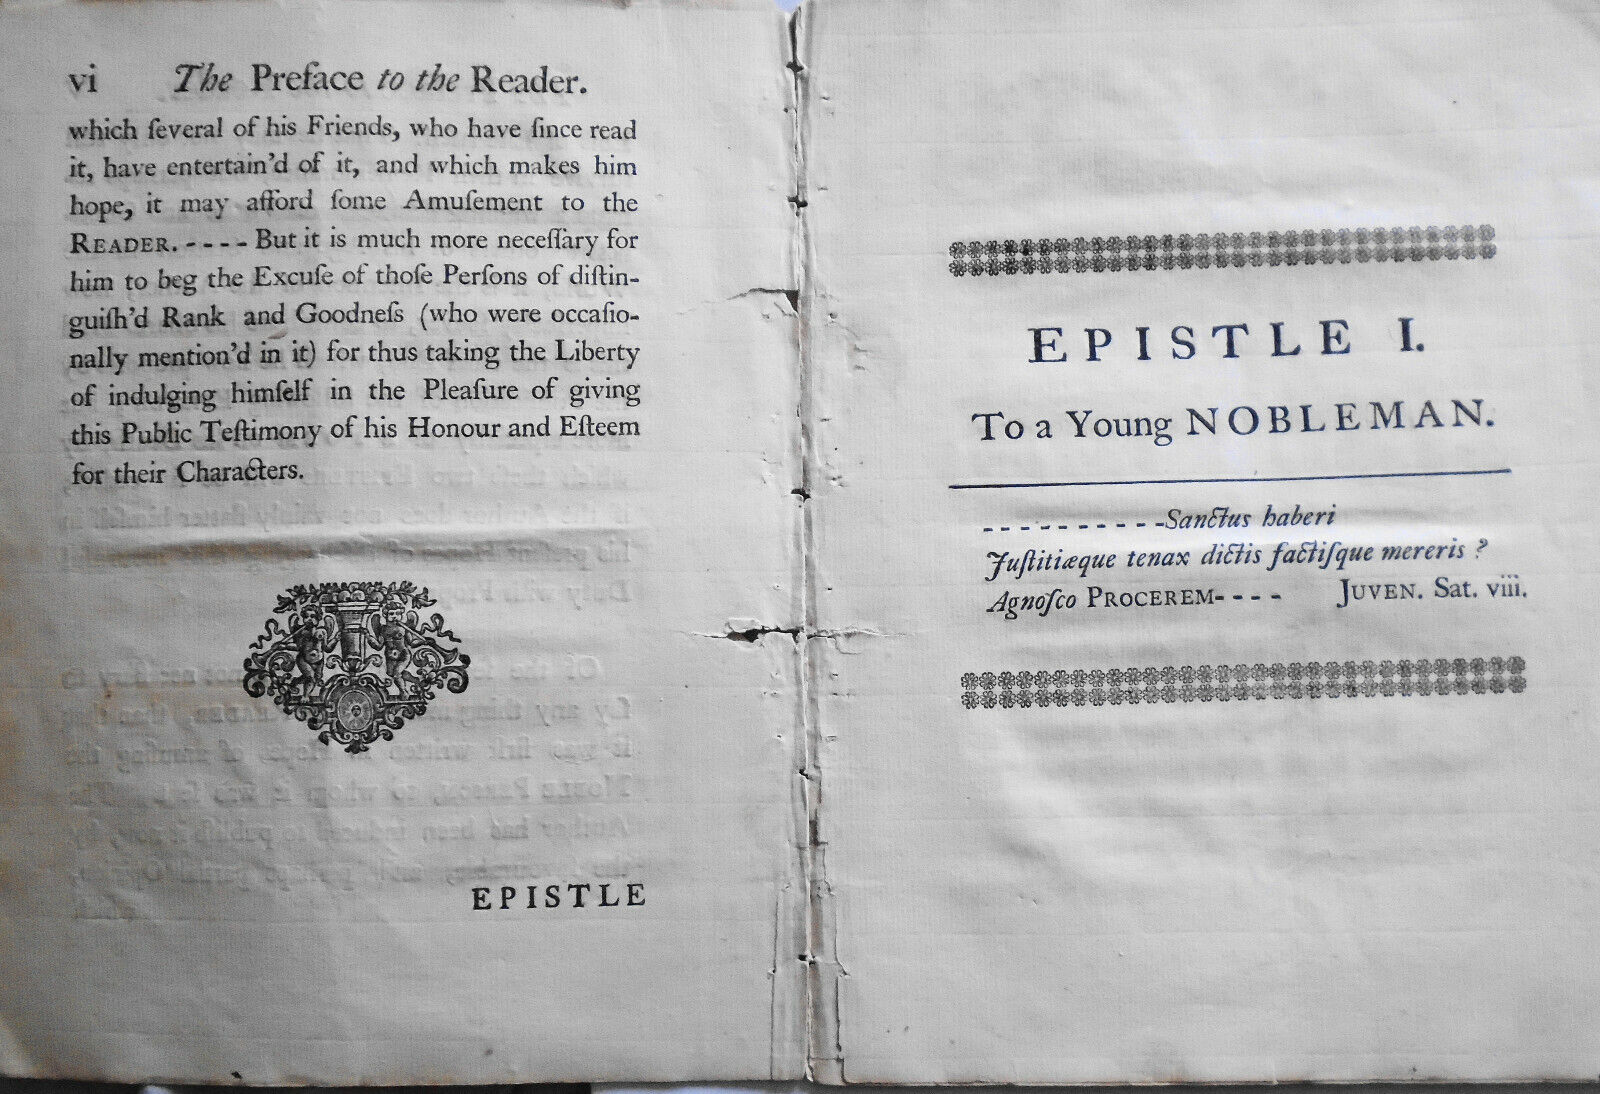 vi The Preface to the Reader.
which ſeveral of his Friends, who have ſince read
it, have entertain'd of it, and which makes him
hope, it may afford ſome Amuſement to the
READER. - - - - But it is much more neceſſary for
him to beg the Excuſe of thoſe Perſons of diſtin-
guiſh'd Rank and Goodneſs (who were occaſio-
nally mention'd in it) for thus taking the Liberty
of indulging himſelf in the Pleaſure of giving
this Public Teſtimony of his Honour and Eſteem
for their Characters.
EPISTLE
EPISTLE I.
To a Young NOBLEMAN.
- - - - - - - - - - -Sanctus haberi
Juſtitiæque tenax dictis factiſque mereris ?
Agnoſco PROCEREM- - - - JUVEN. Sat. viii.